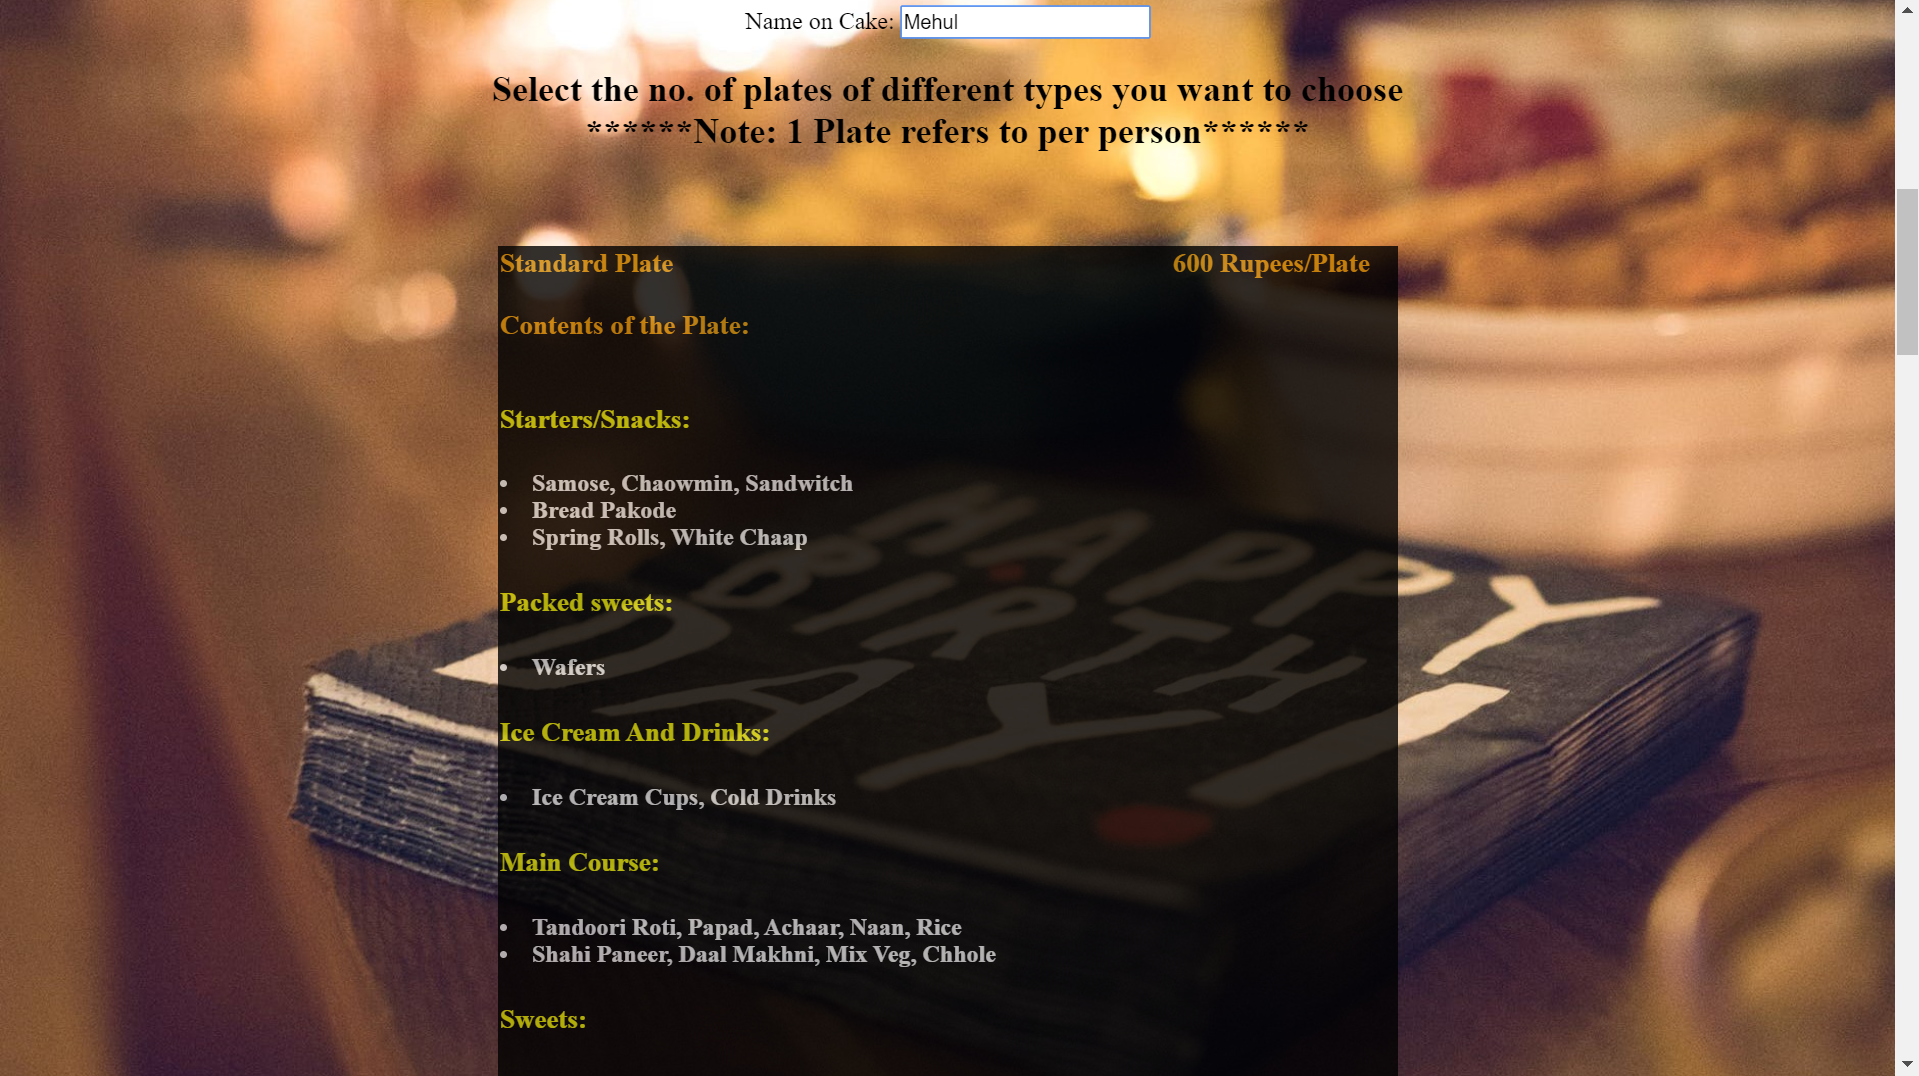 Name on Cake: Mehul
Select the no. of plates of different types you want to choose
******Note: 1 Plate refers to per person******
Standard Plate 600 Rupees/Plate
Contents of the Plate:
Starters/Snacks:
Samose, Chaowmin, Sandwitch
Bread Pakode
Spring Rolls, White Chaap
Packed sweets:
Wafers
Ice Cream And Drinks:
Ice Cream Cups, Cold Drinks
Main Course:
Tandoori Roti, Papad, Achaar, Naan, Rice
Shahi Paneer, Daal Makhni, Mix Veg, Chhole
Sweets:
HAPPY
BIRTH
DAY!